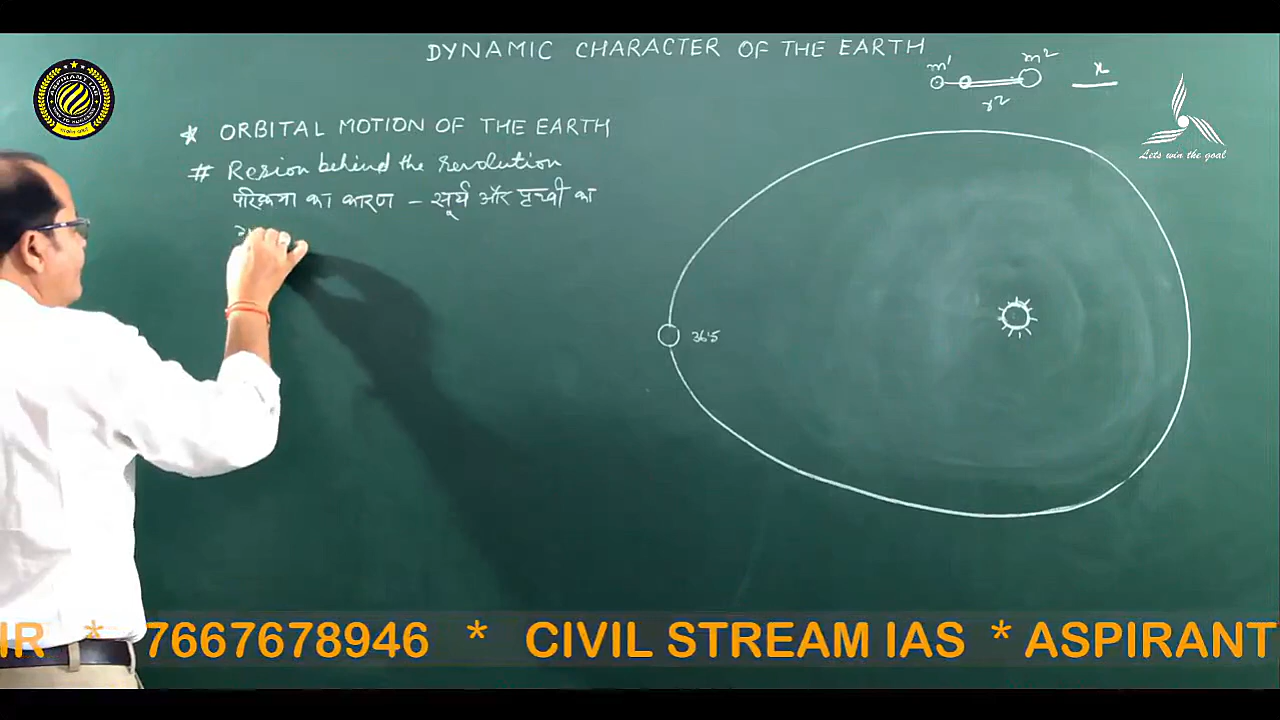 DYNAMIC CHARACTER OF THE EARTH
m1 m2
r2
x
Lets win the goal
* ORBITAL MOTION OF THE EARTH
# Resion behind the revolution
परिक्रमा का कारण – सूर्य और पृथ्वी का
365
IR * 7667678946 * CIVIL STREAM IAS * ASPIRANT